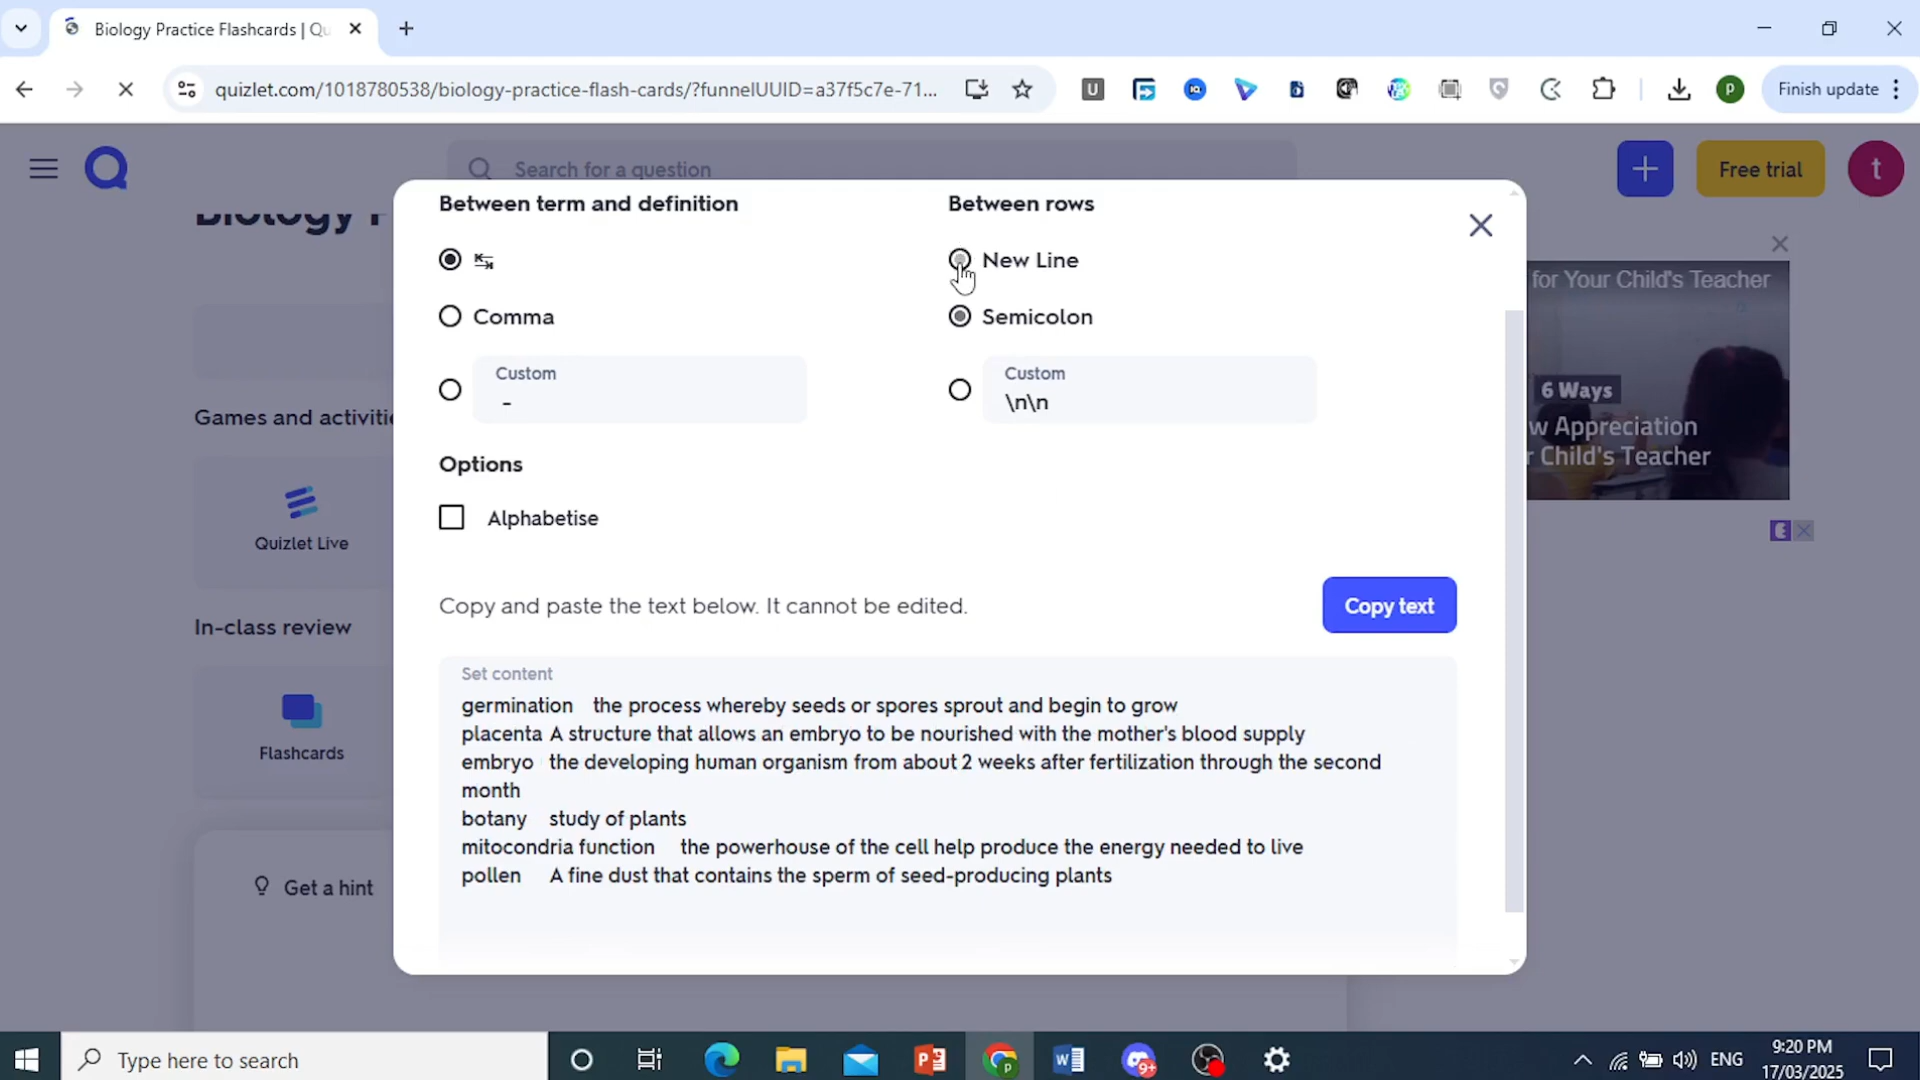 Biology Practice Flashcards | Qu
quizlet.com/1018780538/biology-practice-flash-cards/?funnelUUID=a37f5c7e-71...
U
p
Finish update
Search for a question
Free trial
t
Biology P
Between term and definition
Between rows
for Your Child's Teacher
New Line
Comma
Semicolon
Custom
-
Custom
\n\n
6 Ways
w Appreciation
r Child's Teacher
Games and activitie
Options
Alphabetise
Quizlet Live
Copy and paste the text below. It cannot be edited.
Copy text
In-class review
Set content
germination the process whereby seeds or spores sprout and begin to grow
placenta A structure that allows an embryo to be nourished with the mother's blood supply
embryo the developing human organism from about 2 weeks after fertilization through the second
month
botany study of plants
mitocondria function the powerhouse of the cell help produce the energy needed to live
pollen A fine dust that contains the sperm of seed-producing plants
Flashcards
Get a hint
Type here to search
9+
ENG
9:20 PM
17/03/2025